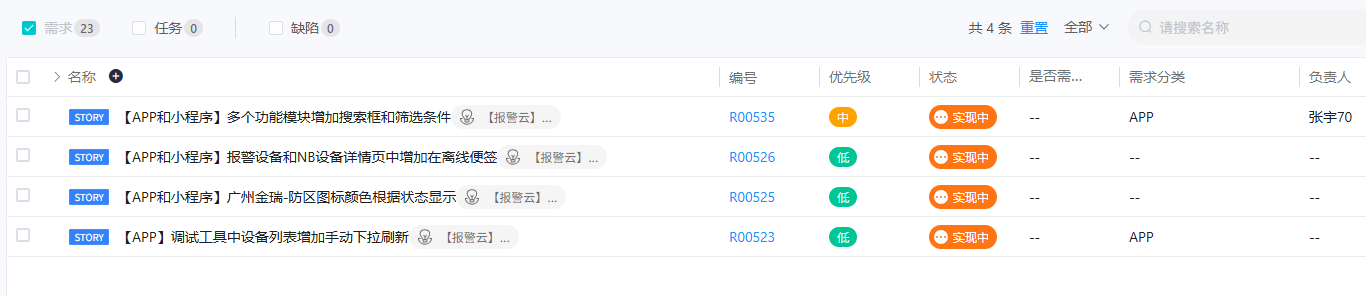 需求 23 任务 0 缺陷 0 共 4 条 重置 全部 请搜索名称
名称 编号 优先级 状态 是否需... 需求分类 负责人
STORY 【APP和小程序】多个功能模块增加搜索框和筛选条件 【报警云】... R00535 中 实现中 -- APP 张宇70
STORY 【APP和小程序】报警设备和NB设备详情页中增加在离线便签 【报警云】... R00526 低 实现中 -- -- --
STORY 【APP和小程序】广州金瑞-防区图标颜色根据状态显示 【报警云】... R00525 低 实现中 -- -- --
STORY 【APP】调试工具中设备列表增加手动下拉刷新 【报警云】... R00523 低 实现中 -- APP --